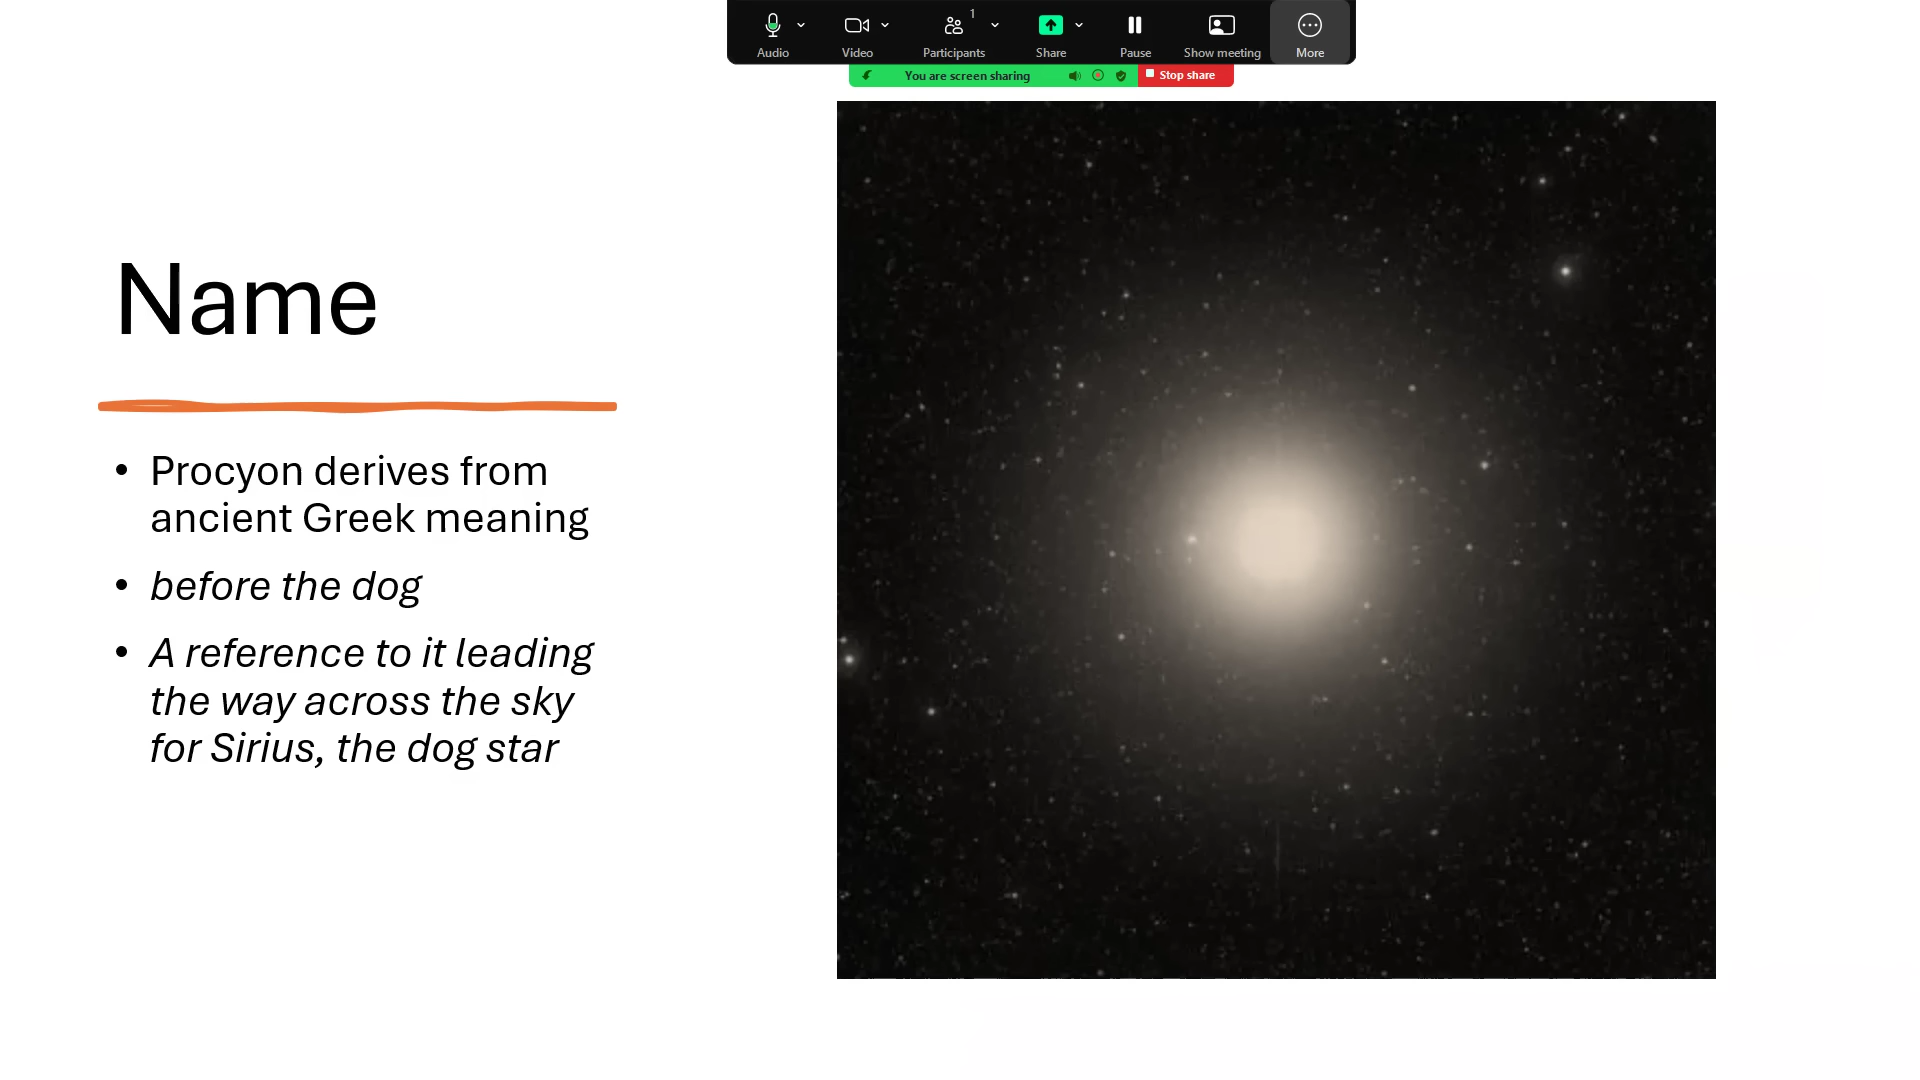 1
Audio Video Participants Share Pause Show meeting More
You are screen sharing Stop share
Name
• Procyon derives from
ancient Greek meaning
• before the dog
• A reference to it leading
the way across the sky
for Sirius, the dog star